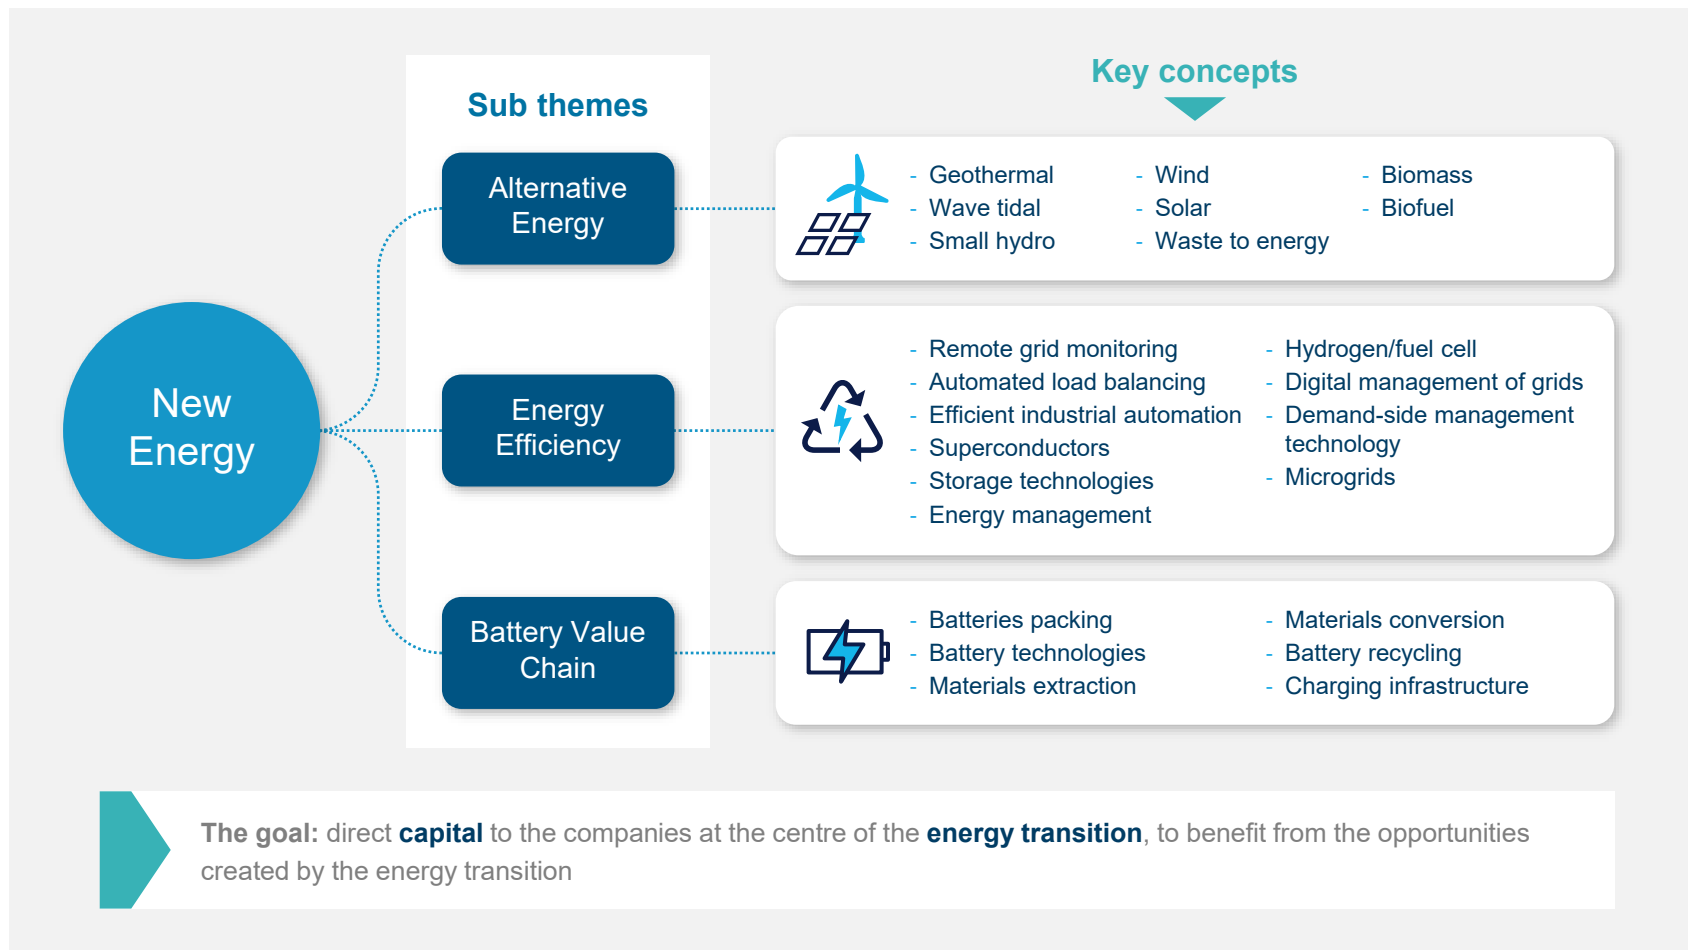 Key concepts
Sub themes
New
Energy
Alternative
Energy
- Geothermal
- Wave tidal
- Small hydro
- Wind
- Solar
- Waste to energy
- Biomass
- Biofuel
Energy
Efficiency
- Remote grid monitoring
- Automated load balancing
- Efficient industrial automation
- Superconductors
- Storage technologies
- Energy management
- Hydrogen/fuel cell
- Digital management of grids
- Demand-side management
technology
- Microgrids
Battery Value
Chain
- Batteries packing
- Battery technologies
- Materials extraction
- Materials conversion
- Battery recycling
- Charging infrastructure
The goal: direct capital to the companies at the centre of the energy transition, to benefit from the opportunities
created by the energy transition